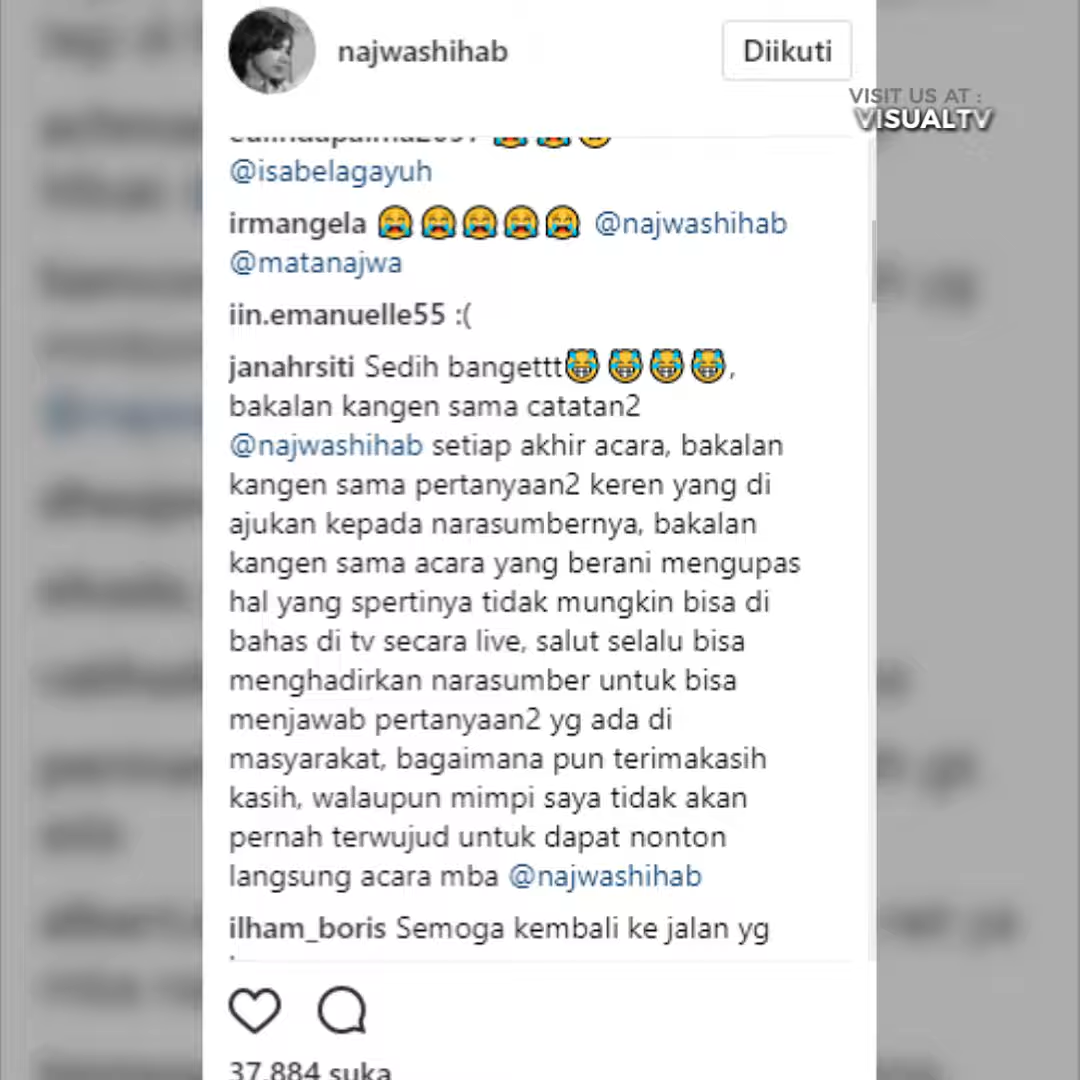 najwashihab
Diikuti
VISIT US AT :
VISUALTV
@isabelagayuh
irmangela 😭😭😭😭😭 @najwashihab
@matanajwa
iin.emanuelle55 :(
janahrsiti Sedih bangettt😹😹😹😹,
bakalan kangen sama catatan2
@najwashihab setiap akhir acara, bakalan
kangen sama pertanyaan2 keren yang di
ajukan kepada narasumbernya, bakalan
kangen sama acara yang berani mengupas
hal yang spertinya tidak mungkin bisa di
bahas di tv secara live, salut selalu bisa
menghadirkan narasumber untuk bisa
menjawab pertanyaan2 yg ada di
masyarakat, bagaimana pun terimakasih
kasih, walaupun mimpi saya tidak akan
pernah terwujud untuk dapat nonton
langsung acara mba @najwashihab
ilham_boris Semoga kembali ke jalan yg
37.884 suka